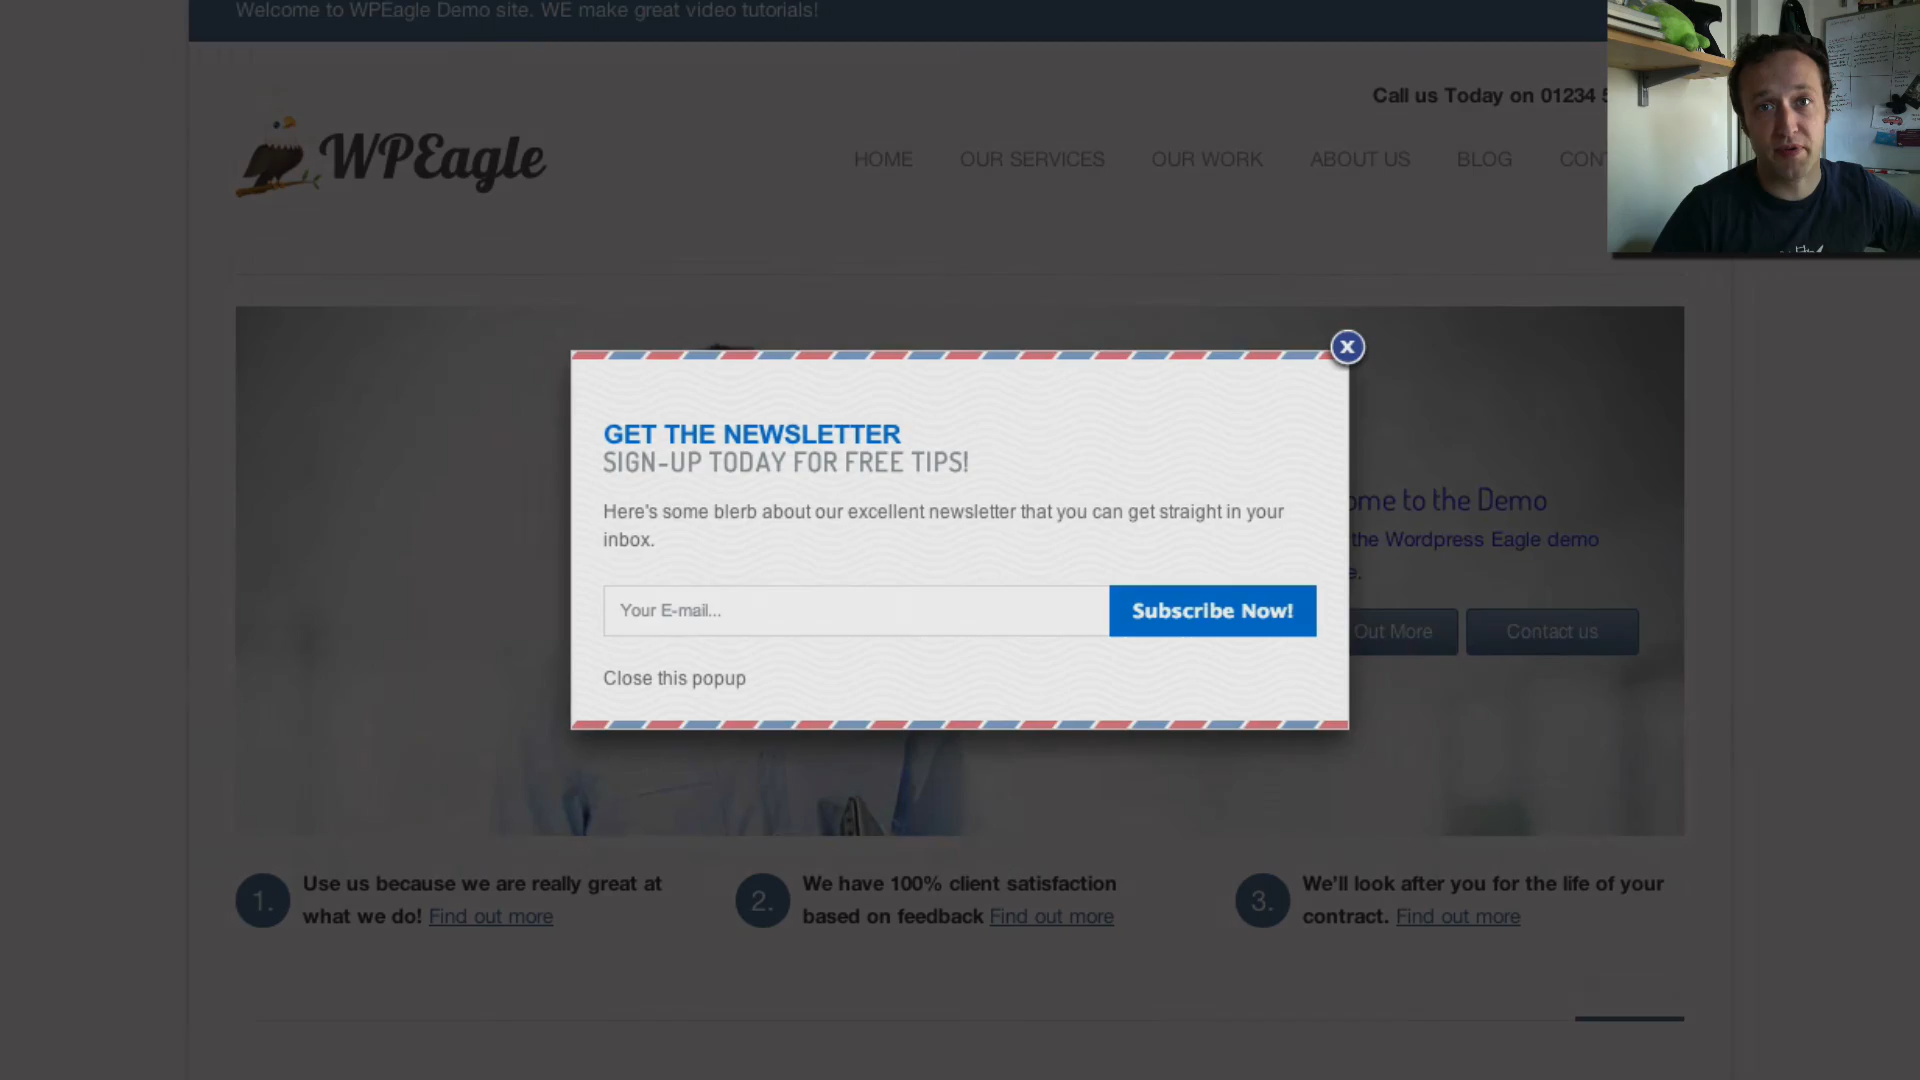 Welcome to WPEagle Demo site. WE make great video tutorials!
Call us Today on 01234
WPEagle
HOME OUR SERVICES OUR WORK ABOUT US BLOG
GET THE NEWSLETTER
SIGN-UP TODAY FOR FREE TIPS!
Here's some blerb about our excellent newsletter that you can get straight in your
inbox.
Your E-mail...
Subscribe Now!
Close this popup
x
to the Demo
the Wordpress Eagle demo
Out More
Contact us
1.
Use us because we are really great at
what we do! Find out more
2.
We have 100% client satisfaction
based on feedback Find out more
3.
We'll look after you for the life of your
contract. Find out more